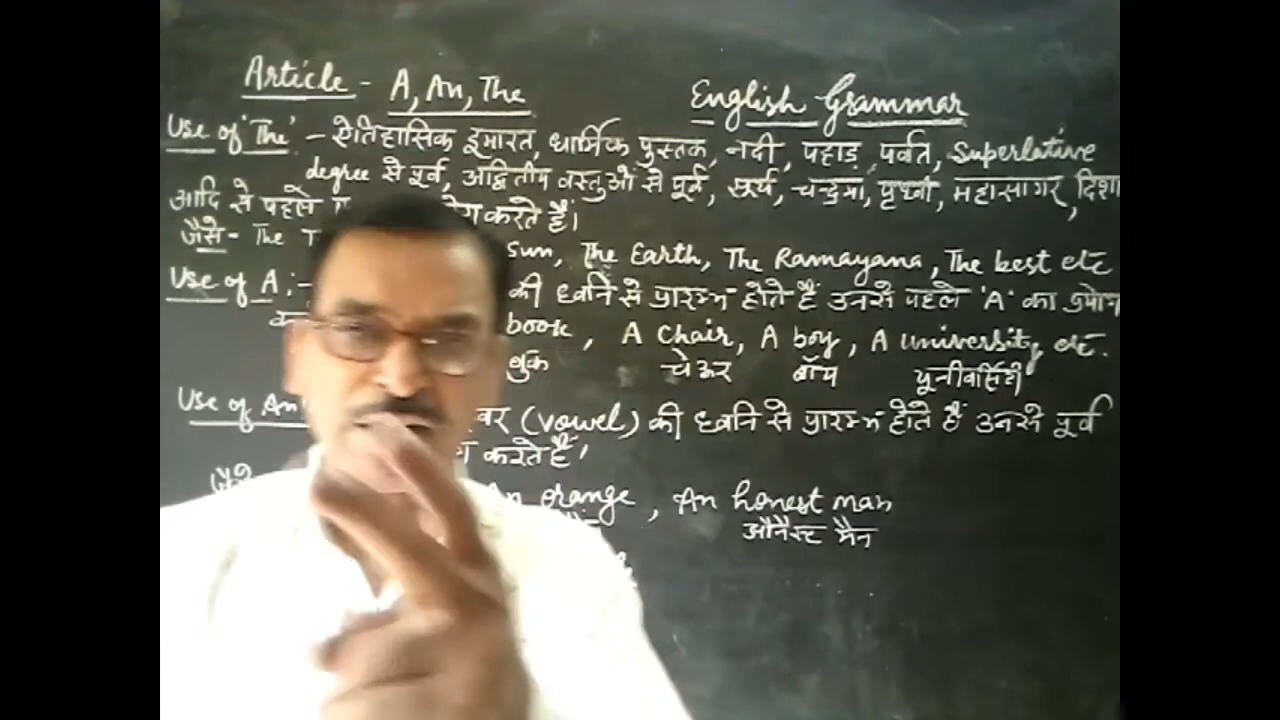 Article - A, An, The
English Grammar
Use of 'The' - ऐतिहासिक इमारत, धार्मिक पुस्तक, नदी, पहाड़, पर्वत, Superlative
degree से पूर्व, अद्वितीय वस्तुओं से पूर्व, सूर्य, चन्द्रमा, पृथ्वी, महासागर, दिशा
आदि से पहले करते हैं।
जैसे - The Sun, The Earth, The Ramayana, The best etc
Use of A :- की ध्वनि से प्रारम्भ होते हैं उनसे पहले 'A' का प्रयोग
book, A Chair, A boy, A university etc.
बुक चेअर बॉय यूनीवर्सिटी
Use of An (vowel) की ध्वनि से प्रारम्भ होते हैं उनसे पूर्व
करते हैं।
जैसे An orange, An honest man
औनेस्ट मैन